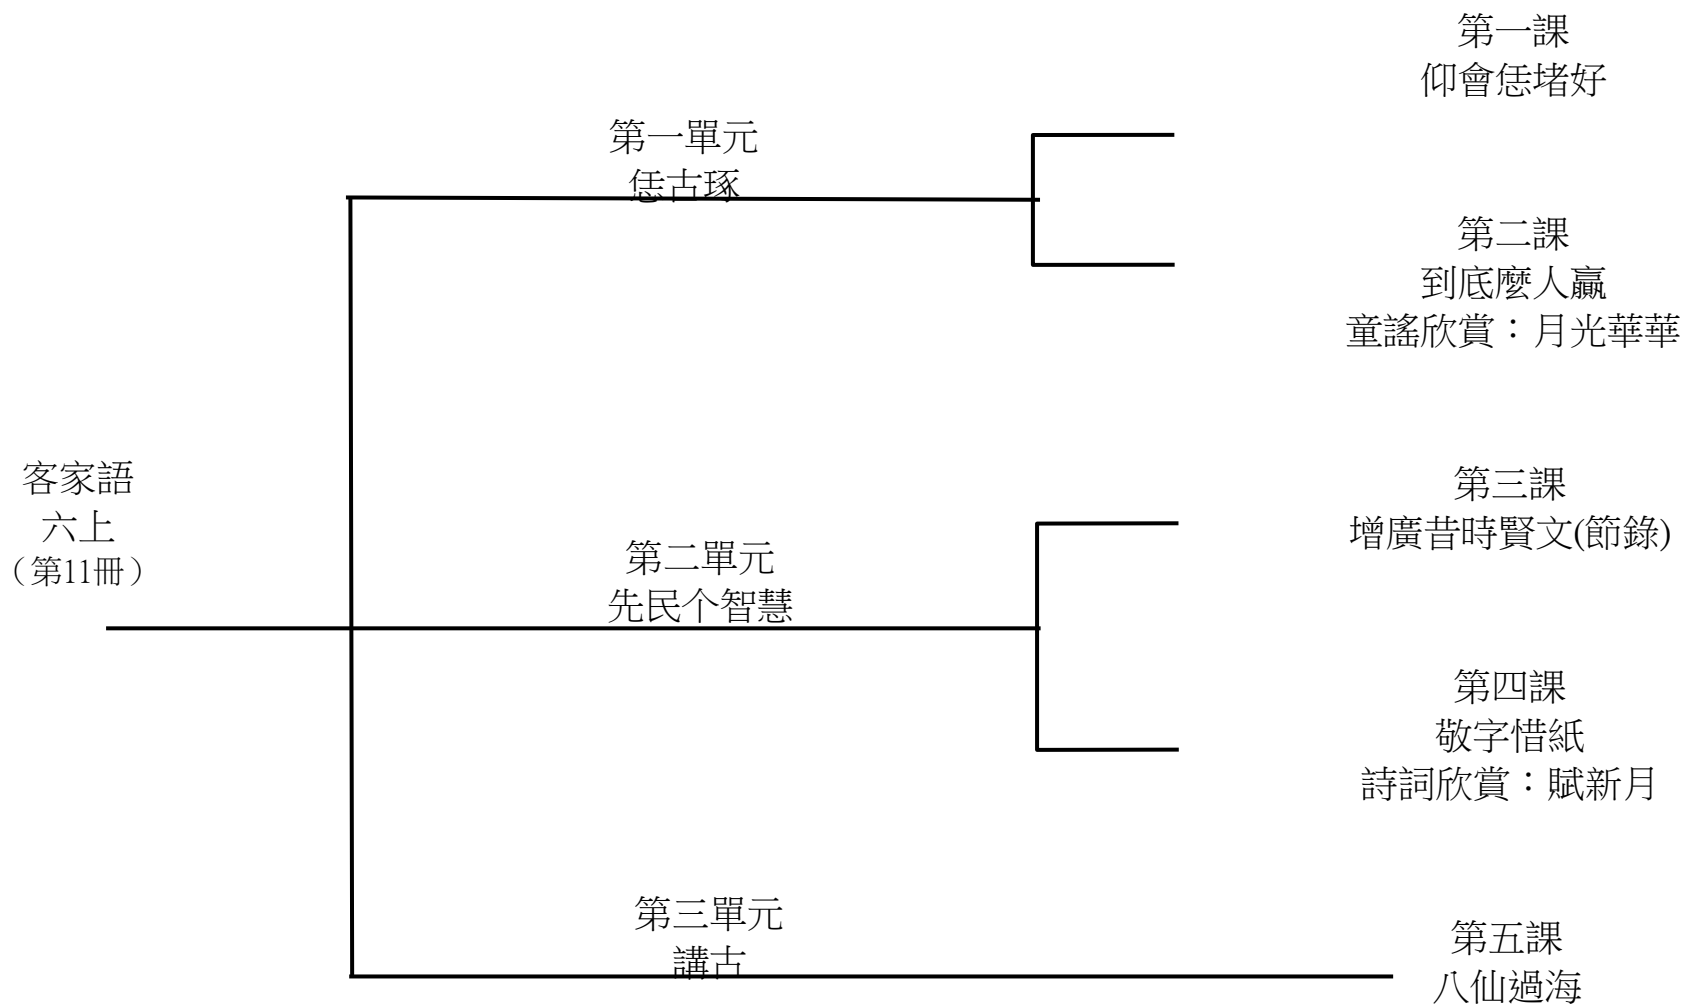 客家語
六上
（第11冊）
第一單元
恁古琢
第一課
仰會恁堵好
第二課
到底麼人贏
童謠欣賞：月光華華
第二單元
先民个智慧
第三課
增廣昔時賢文(節錄)
第四課
敬字惜紙
詩詞欣賞：賦新月
第三單元
講古
第五課
八仙過海